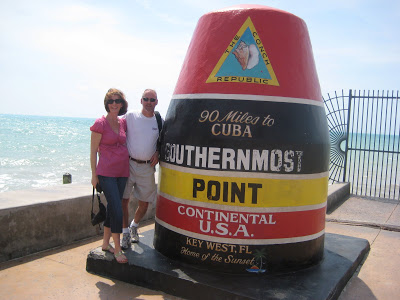 The CONCH
REPUBLIC
90 Miles to
CUBA
SOUTHERNMOST
POINT
CONTINENTAL
U.S.A.
KEY WEST, FL
Home of the Sunset